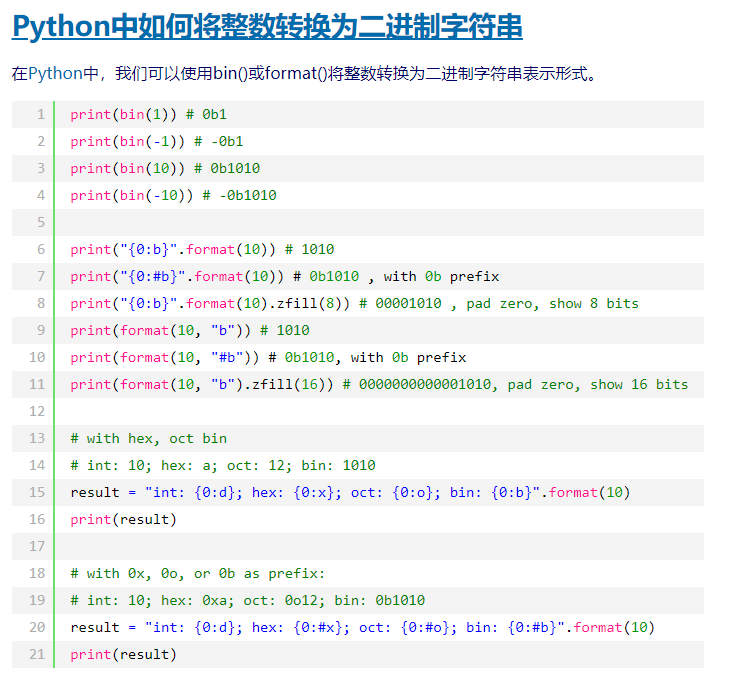 Python中如何将整数转换为二进制字符串
在Python中，我们可以使用bin()或format()将整数转换为二进制字符串表示形式。
1 print(bin(1)) # 0b1
2 print(bin(-1)) # -0b1
3 print(bin(10)) # 0b1010
4 print(bin(-10)) # -0b1010
5
6 print("{0:b}".format(10)) # 1010
7 print("{0:#b}".format(10)) # 0b1010 , with 0b prefix
8 print("{0:b}".format(10).zfill(8)) # 00001010 , pad zero, show 8 bits
9 print(format(10, "b")) # 1010
10 print(format(10, "#b")) # 0b1010, with 0b prefix
11 print(format(10, "b").zfill(16)) # 0000000000001010, pad zero, show 16 bits
12
13 # with hex, oct bin
14 # int: 10; hex: a; oct: 12; bin: 1010
15 result = "int: {0:d}; hex: {0:x}; oct: {0:o}; bin: {0:b}".format(10)
16 print(result)
17
18 # with 0x, 0o, or 0b as prefix:
19 # int: 10; hex: 0xa; oct: 0o12; bin: 0b1010
20 result = "int: {0:d}; hex: {0:#x}; oct: {0:#o}; bin: {0:#b}".format(10)
21 print(result)